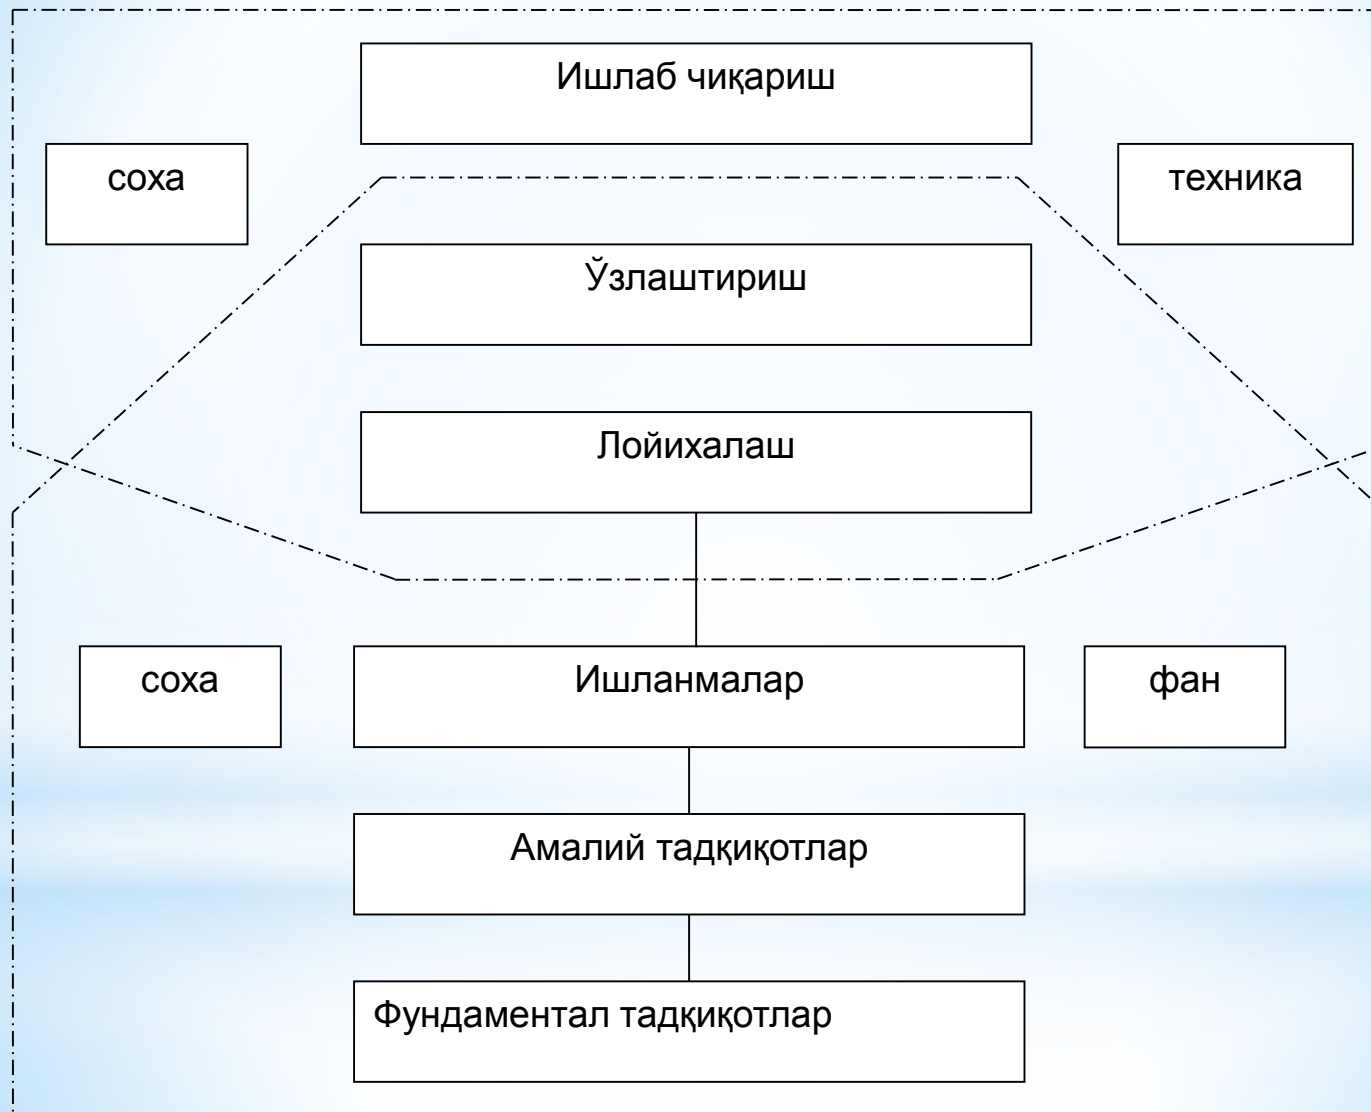 Ишлаб чиқариш
соха
техника
Ўзлаштириш
Лойихалаш
соха
Ишланмалар
фан
Амалий тадқиқотлар
Фундаментал тадқиқотлар